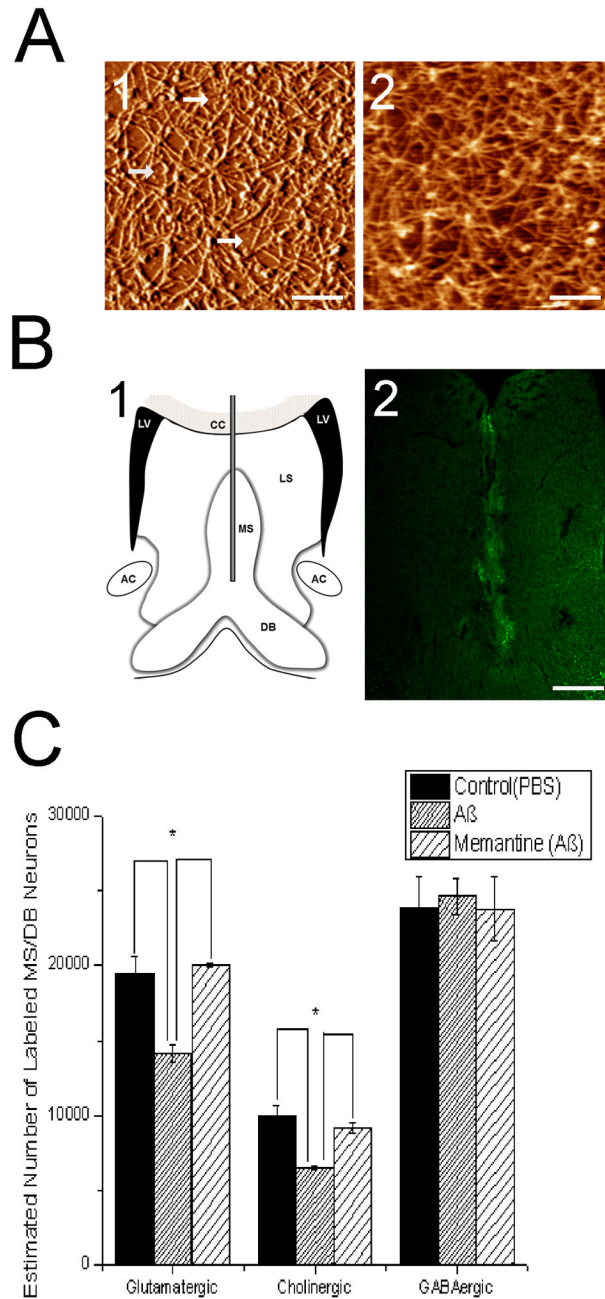 A
1
2
B
1
2
LV
CC
LV
LS
MS
AC
AC
DB
C
Control(PBS)
Aß
Memantine (Aß)
Estimated Number of Labeled MS/DB Neurons
30000
20000
10000
0
*
*
Glutamatergic
Cholinergic
GABAergic